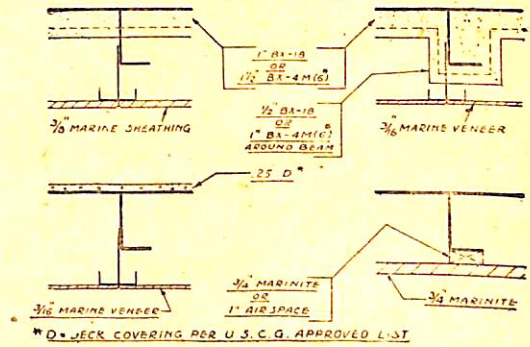 1" BX-1B
OR
1½" BX-4M(6)"
3/8 MARINE SHEATHING
½" BX-1B
OR
1" BX-4M(6)"
AROUND BEAM
3/16" MARINE VENEER
.25 D*
3/16" MARINE VENEER
3/4" MARINITE
OR
1" AIR SPACE
3/4" MARINITE
* D= DECK COVERING PER U.S.C.G. APPROVED LIST